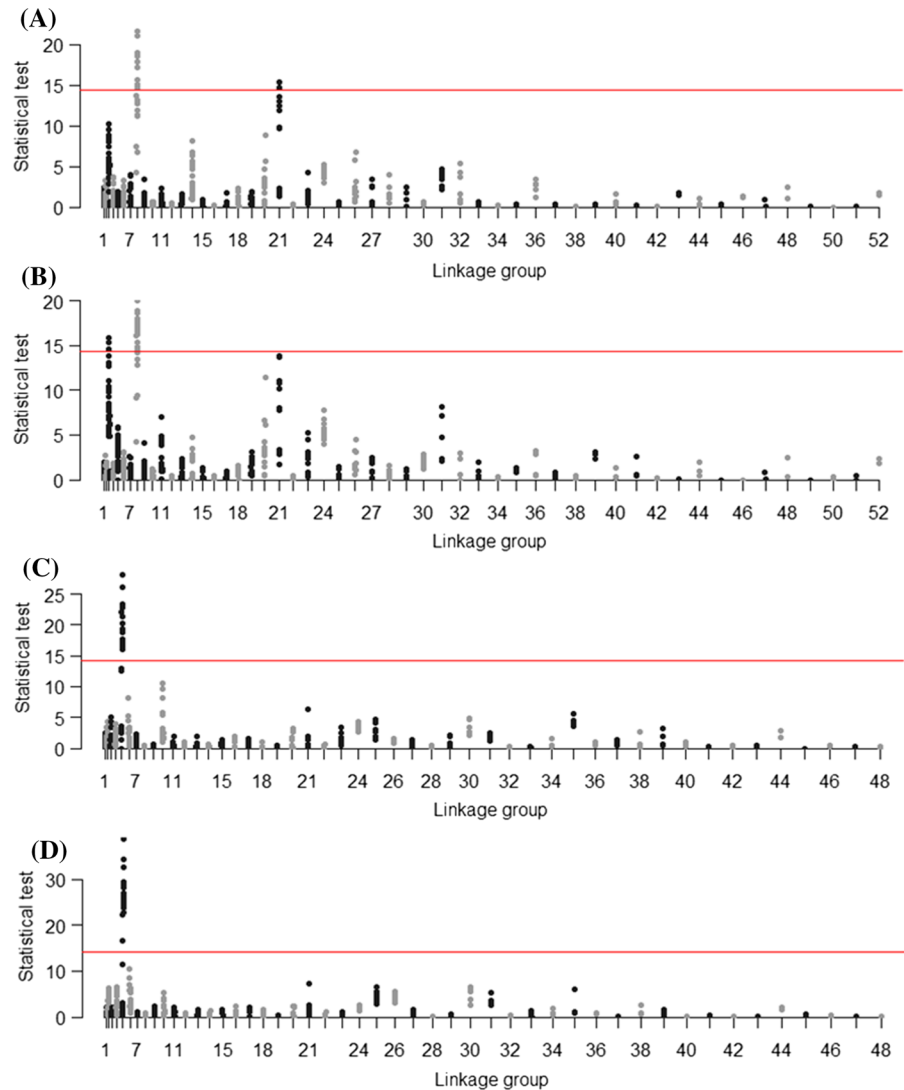 (A)
Statistical test
20
15
10
5
0
1 7 11 15 18 21 24 27 30 32 34 36 38 40 42 44 46 48 50 52
Linkage group
(B)
Statistical test
20
15
10
5
0
1 7 11 15 18 21 24 27 30 32 34 36 38 40 42 44 46 48 50 52
Linkage group
(C)
Statistical test
25
20
15
10
5
0
1 7 11 15 18 21 24 26 28 30 32 34 36 38 40 42 44 46 48
Linkage group
(D)
Statistical test
30
20
10
0
1 7 11 15 18 21 24 26 30 32 34 36 38 40 42 44 46 48
Linkage group